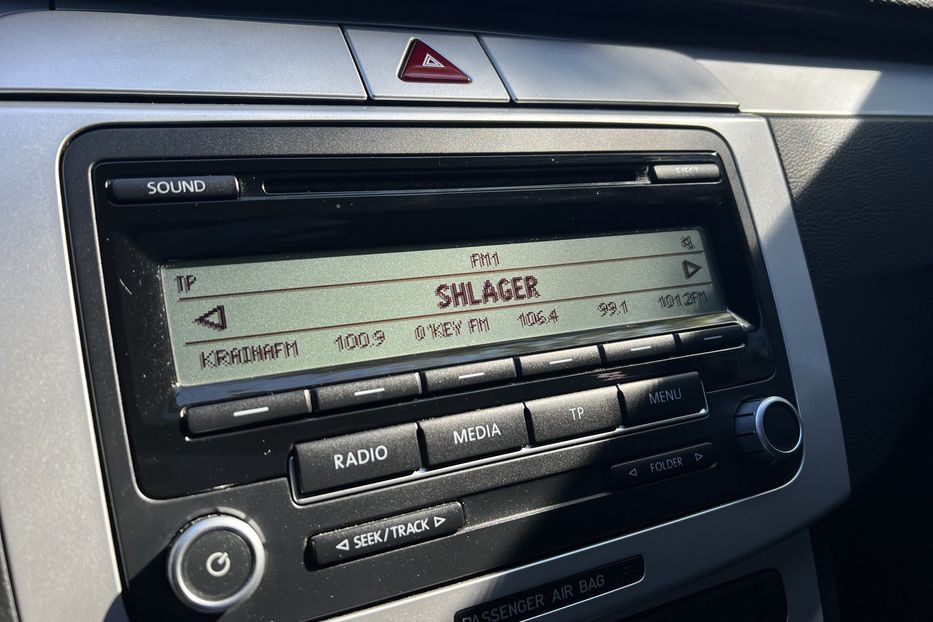 SOUND
EJECT
TP FM1
SHLAGER
KRAINAFM 100.9 O'KEY FM 106.4 99.1 101.2FM
RADIO MEDIA TP MENU
FOLDER
SEEK/TRACK
PASSENGER AIR BAG OFF